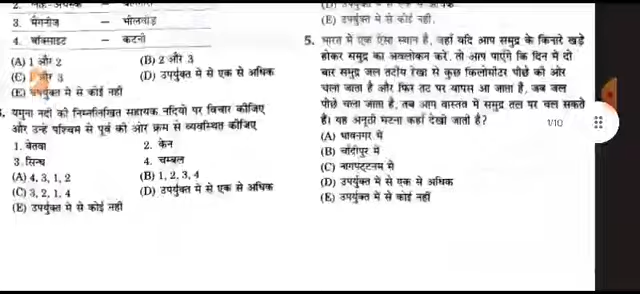 3. मैंगनीज – भीलवाड़
4. बॉक्साइट – कटनी
(A) 1 और 2 (B) 2 और 3
(C) और 3 (D) उपर्युक्त में से एक से अधिक
(E) उपर्युक्त में से कोई नहीं
यमुना नदी की निम्नलिखित सहायक नदियों पर विचार कीजिए
और उन्हें पश्चिम से पूर्व की ओर क्रम से व्यवस्थित कीजिए
1. बेतवा 2. केन
3. सिन्ध 4. चम्बल
(A) 4, 3, 1, 2 (B) 1, 2, 3, 4
(C) 3, 2, 1, 4 (D) उपर्युक्त में से एक से अधिक
(E) उपर्युक्त में से कोई नहीं
(E) उपर्युक्त में से कोई नहीं.
5. भारत में एक ऐसा स्थान है, जहाँ यदि आप समुद्र के किनारे खड़े
होकर समुद्र का अवलोकन करें, तो आप पाएंगे कि दिन में दो
बार समुद्र जल तटीय रेखा से कुछ किलोमीटर पीछे की ओर
चला जाता है और फिर तट पर वापस आ जाता है, जब जल
पीछे चला जाता है, तब आप वास्तव में समुद्र तल पर चल सकते
हैं। यह अनूठी घटना कहाँ देखी जाती है?
1/10
(A) भावनगर में
(B) चाँदीपुर में
(C) नागपट्टनम में
(D) उपर्युक्त में से एक से अधिक
(E) उपर्युक्त में से कोई नहीं